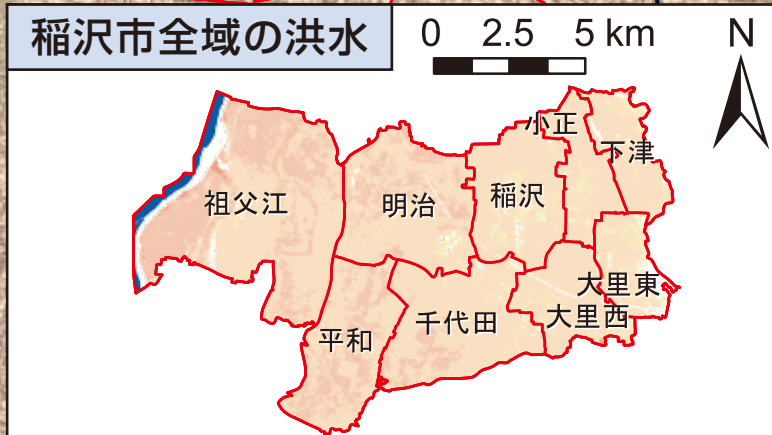 稲沢市全域の洪水
0 2.5 5 km
N
小正
下津
祖父江
明治
稲沢
大里東
大里西
千代田
平和